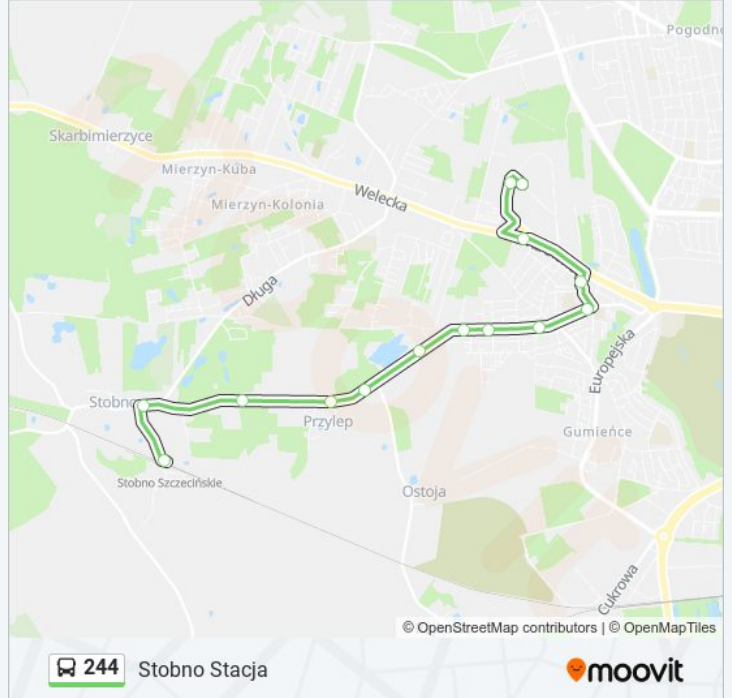 Pogodno
Skarbimierzyce
Mierzyn-Kuba
Welecka
Mierzyn-Kolonia
Długa
Europejska
Stobno
Przylep
Gumieńce
Stobno Szczecińskie
Ostoja
Cukrowa
© OpenStreetMap contributors | © OpenMapTiles
244 Stobno Stacja
moovit